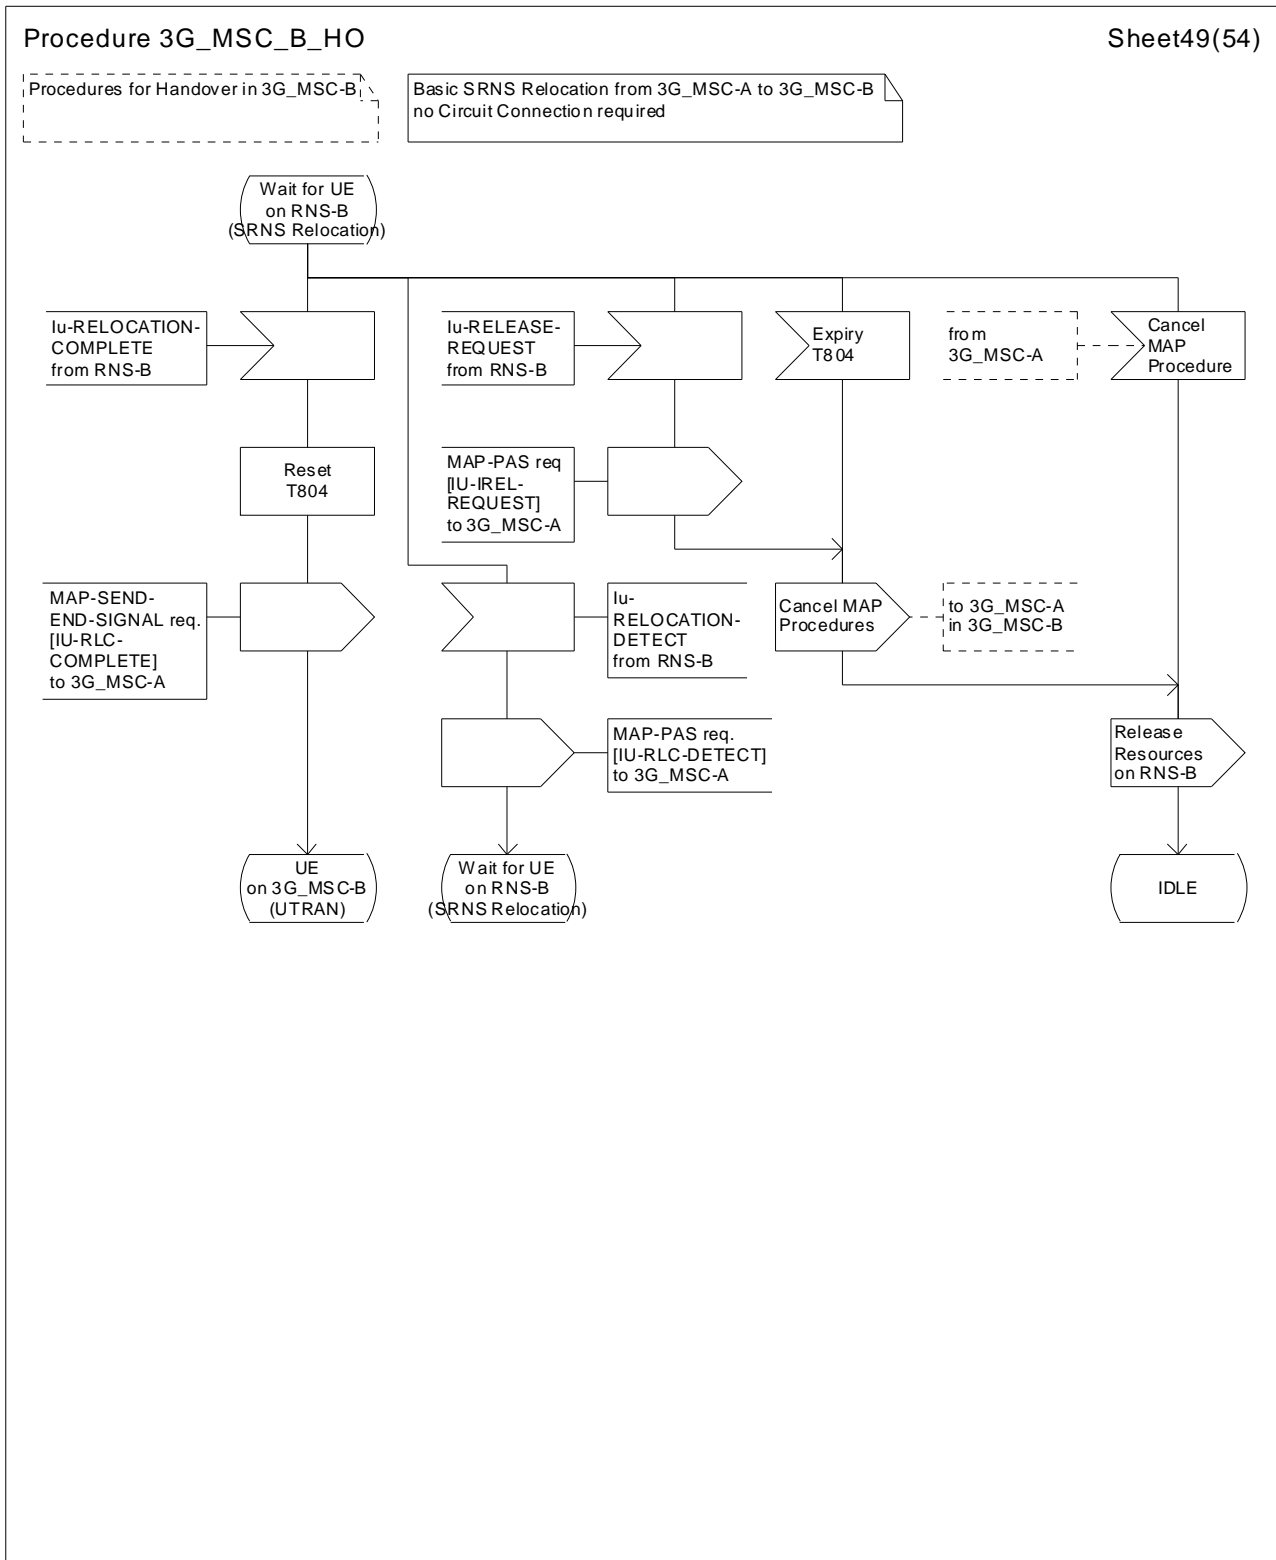 Procedure 3G_MSC_B_HO
Sheet49(54)
Procedures for Handover in 3G_MSC-B
Basic SRNS Relocation from 3G_MSC-A to 3G_MSC-B
no Circuit Connection required
Wait for UE
on RNS-B
(SRNS Relocation)
Iu-RELOCATION-
COMPLETE
from RNS-B
Iu-RELEASE-
REQUEST
from RNS-B
Expiry
T804
from
3G_MSC-A
Cancel
MAP
Procedure
Reset
T804
MAP-PAS req
[IU-IREL-
REQUEST]
to 3G_MSC-A
MAP-SEND-
END-SIGNAL req.
[IU-RLC-
COMPLETE]
to 3G_MSC-A
Iu-
RELOCATION-
DETECT
from RNS-B
Cancel MAP
Procedures
to 3G_MSC-A
in 3G_MSC-B
MAP-PAS req.
[IU-RLC-DETECT]
to 3G_MSC-A
Release
Resources
on RNS-B
UE
on 3G_MSC-B
(UTRAN)
Wait for UE
on RNS-B
(SRNS Relocation)
IDLE